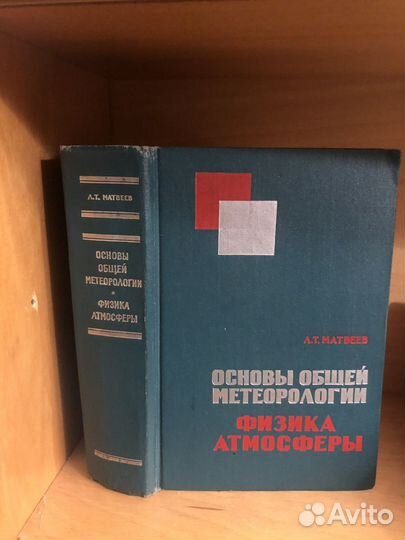 Л.Т. МАТВЕЕВ
ОСНОВЫ
ОБЩЕЙ
МЕТЕОРОЛОГИИ
ФИЗИКА
АТМОСФЕРЫ
Л.Т. МАТВЕЕВ
ОСНОВЫ ОБЩЕЙ
МЕТЕОРОЛОГИИ
ФИЗИКА
АТМОСФЕРЫ
Avito